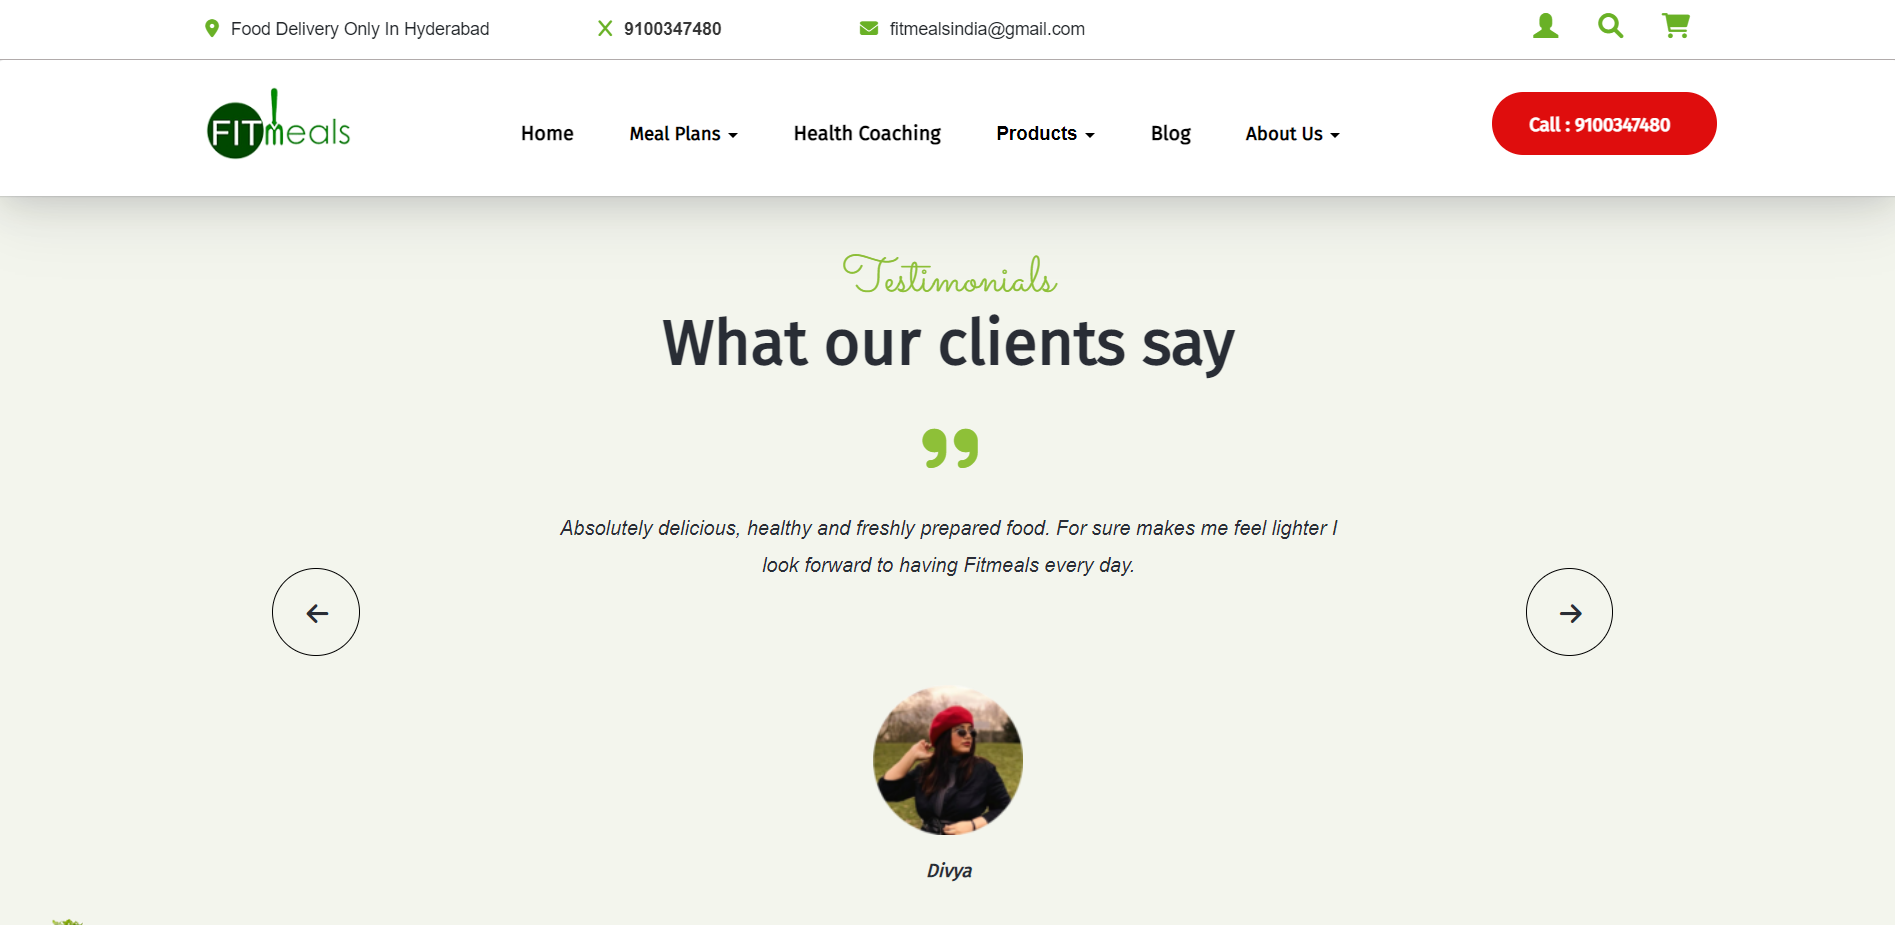 Food Delivery Only In Hyderabad
9100347480
fitmealsindia@gmail.com
FITmeals
Home
Meal Plans
Health Coaching
Products
Blog
About Us
Call : 9100347480
Testimonials
What our clients say
Absolutely delicious, healthy and freshly prepared food. For sure makes me feel lighter I
look forward to having Fitmeals every day.
Divya